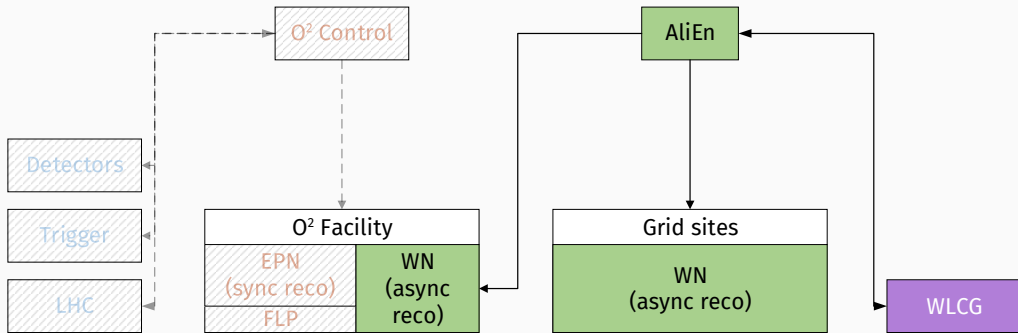 O² Control
AliEn
Detectors
Trigger
LHC
O² Facility
EPN
(sync reco)
FLP
WN
(async
reco)
Grid sites
WN
(async reco)
WLCG